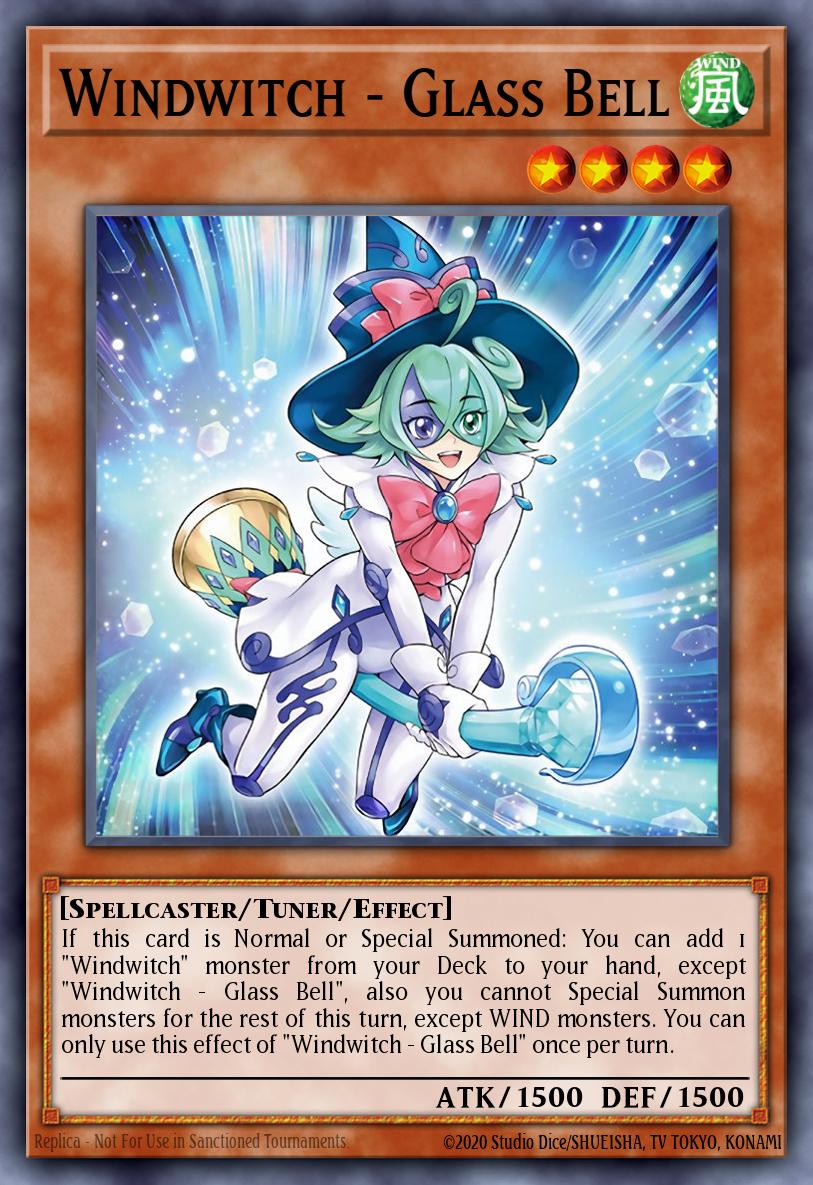 Windwitch - Glass Bell
WIND
風
[Spellcaster/Tuner/Effect]
If this card is Normal or Special Summoned: You can add 1
"Windwitch" monster from your Deck to your hand, except
"Windwitch - Glass Bell", also you cannot Special Summon
monsters for the rest of this turn, except WIND monsters. You can
only use this effect of "Windwitch - Glass Bell" once per turn.
ATK/1500 DEF/1500
Replica - Not For Use in Sanctioned Tournaments.
©2020 Studio Dice/SHUEISHA, TV TOKYO, KONAMI